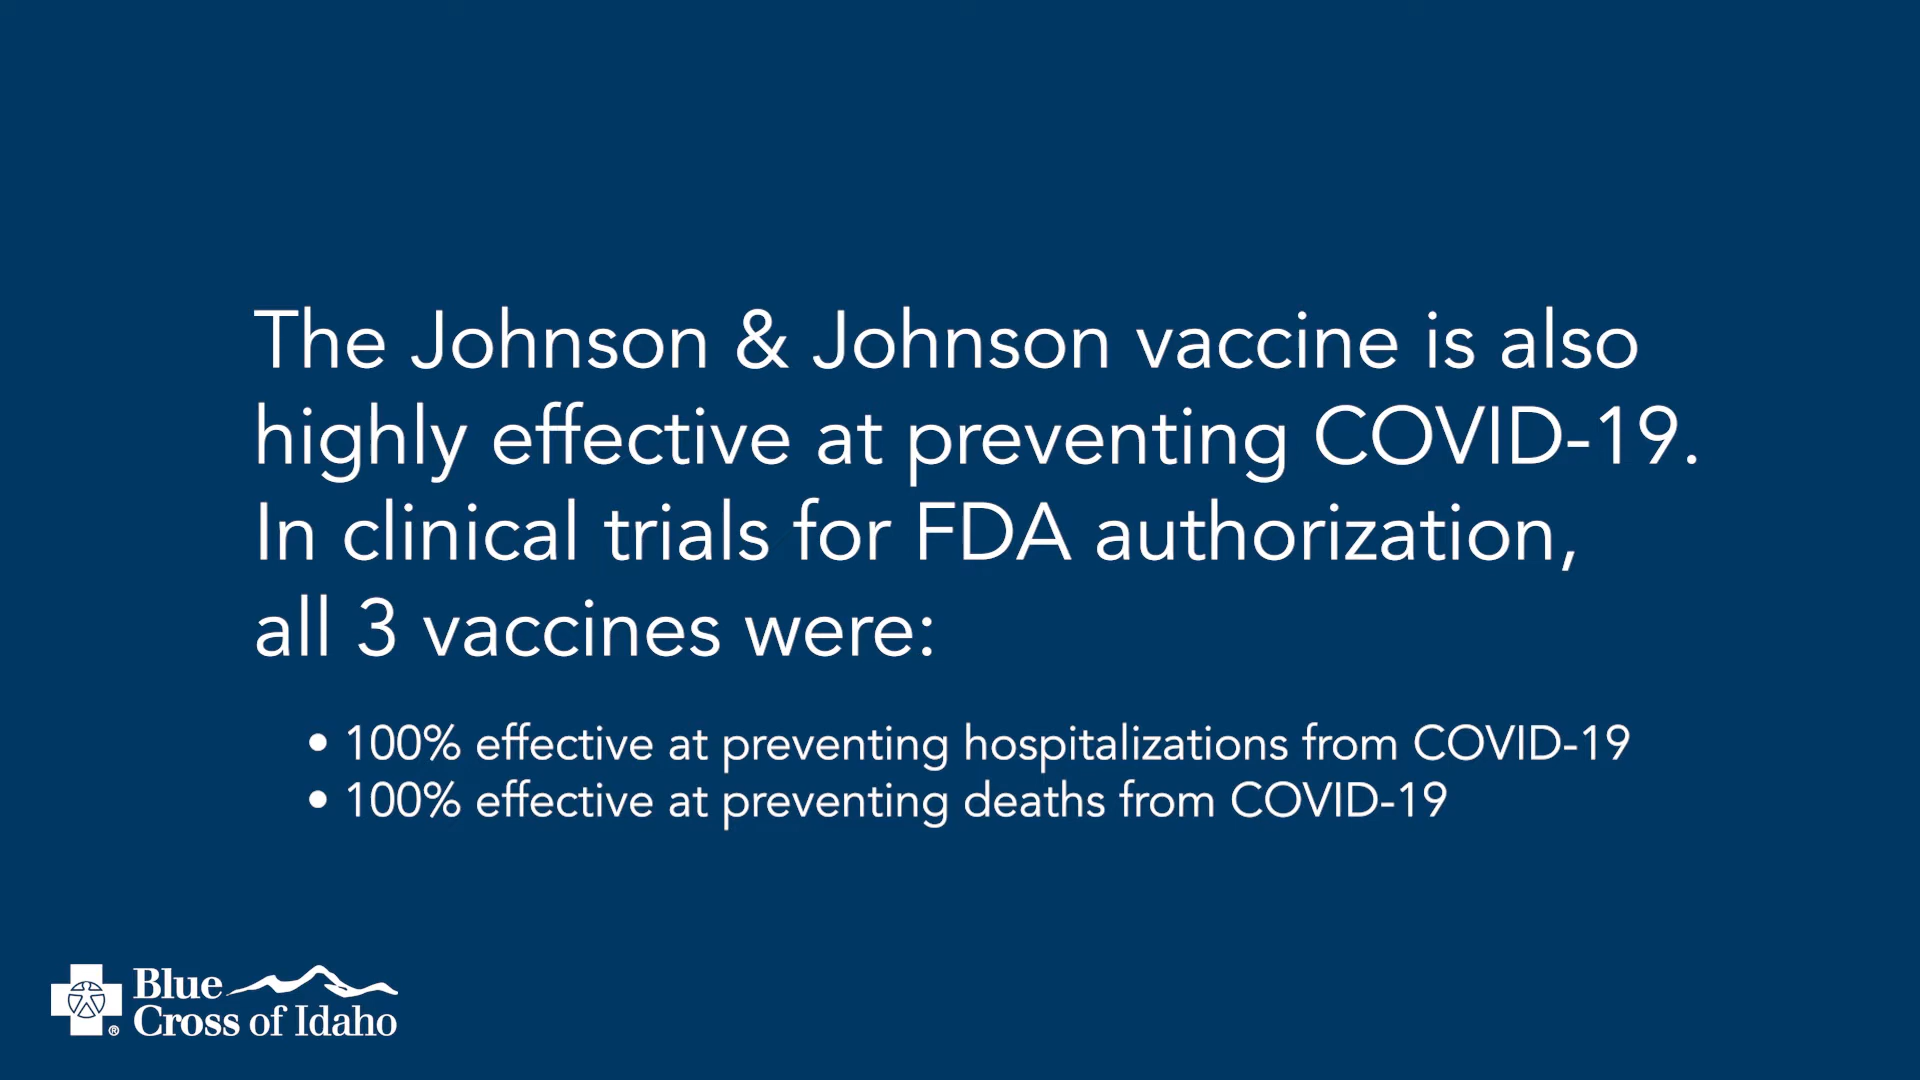 The Johnson & Johnson vaccine is also
highly effective at preventing COVID-19.
In clinical trials for FDA authorization,
all 3 vaccines were:
• 100% effective at preventing hospitalizations from COVID-19
• 100% effective at preventing deaths from COVID-19
Blue
Cross of Idaho
®